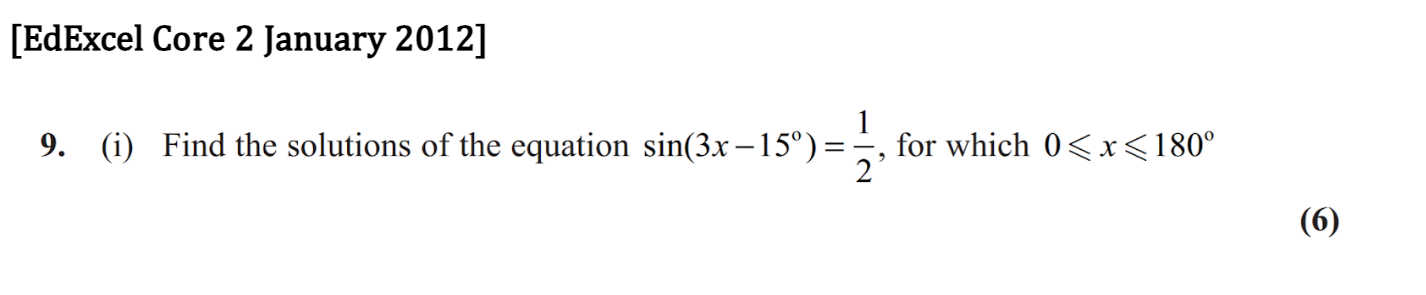 [EdExcel Core 2 January 2012]
9. (i) Find the solutions of the equation sin(3x – 15°) = 1/2, for which 0 ⩽ x ⩽ 180°
(6)